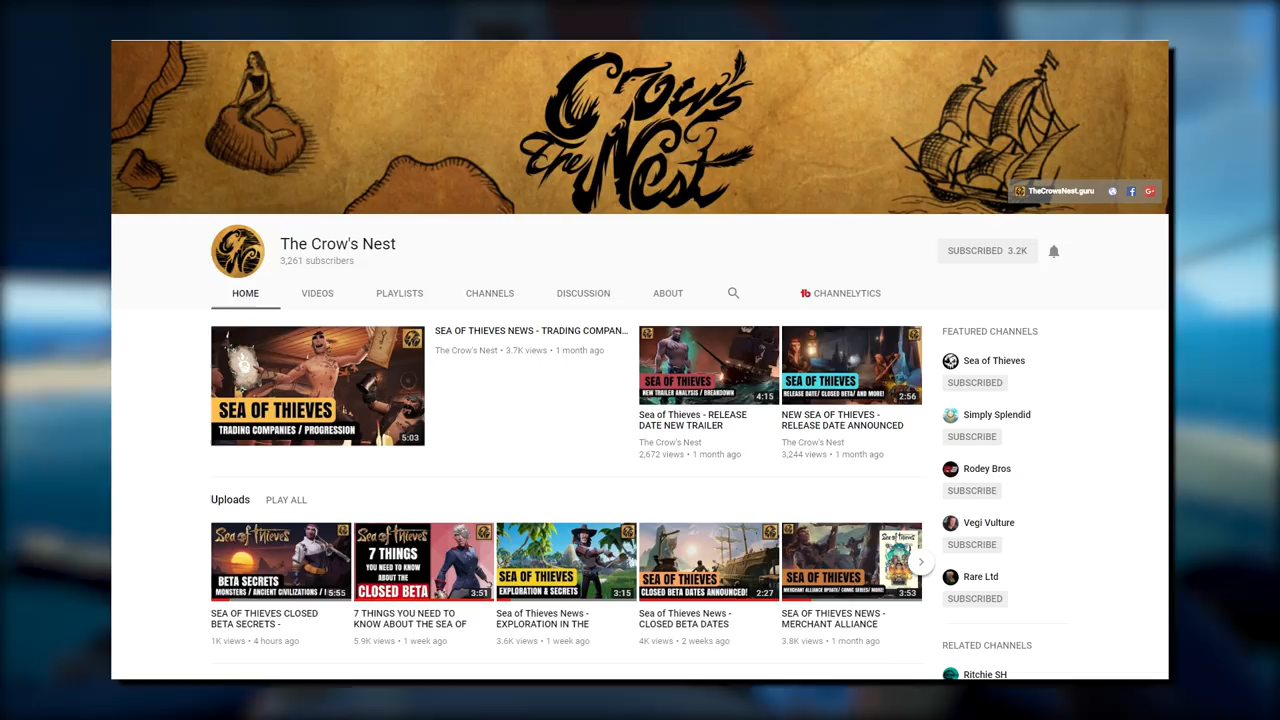 The Crow's Nest
TheCrowsNest.guru
The Crow's Nest
3,261 subscribers
SUBSCRIBED 3.2K
HOME VIDEOS PLAYLISTS CHANNELS DISCUSSION ABOUT CHANNELYTICS
SEA OF THIEVES
TRADING COMPANIES / PROGRESSION
5:03
SEA OF THIEVES NEWS - TRADING COMPAN...
The Crow's Nest • 3.7K views • 1 month ago
SEA OF THIEVES
NEW TRAILER ANALYSIS / BREAKDOWN
4:15
Sea of Thieves - RELEASE
DATE NEW TRAILER
The Crow's Nest
2,672 views • 1 month ago
SEA OF THIEVES
RELEASE DATE/ CLOSED BETA/ AND MORE!
2:56
NEW SEA OF THIEVES -
RELEASE DATE ANNOUNCED
The Crow's Nest
3,244 views • 1 month ago
Uploads PLAY ALL
Sea of Thieves
BETA SECRETS
MONSTERS / ANCIENT CIVILIZATIONS /
5:55
SEA OF THIEVES CLOSED
BETA SECRETS -
1K views • 4 hours ago
Sea of Thieves
7 THINGS
YOU NEED TO KNOW
ABOUT THE
CLOSED BETA
3:51
7 THINGS YOU NEED TO
KNOW ABOUT THE SEA OF
5.9K views • 1 week ago
SEA OF THIEVES
EXPLORATION & SECRETS
3:15
Sea of Thieves News -
EXPLORATION IN THE
3.6K views • 1 week ago
SEA OF THIEVES
CLOSED BETA DATES ANNOUNCED!
2:27
Sea of Thieves News -
CLOSED BETA DATES
4K views • 2 weeks ago
Sea of Thieves
SEA OF THIEVES
MERCHANT ALLIANCE UPDATE/ COMIC SERIES/ MORE!
3:53
SEA OF THIEVES NEWS -
MERCHANT ALLIANCE
3.8K views • 1 month ago
FEATURED CHANNELS
Sea of Thieves
SUBSCRIBED
Simply Splendid
SUBSCRIBE
Rodey Bros
SUBSCRIBE
Vegi Vulture
SUBSCRIBE
Rare Ltd
SUBSCRIBED
RELATED CHANNELS
Ritchie SH